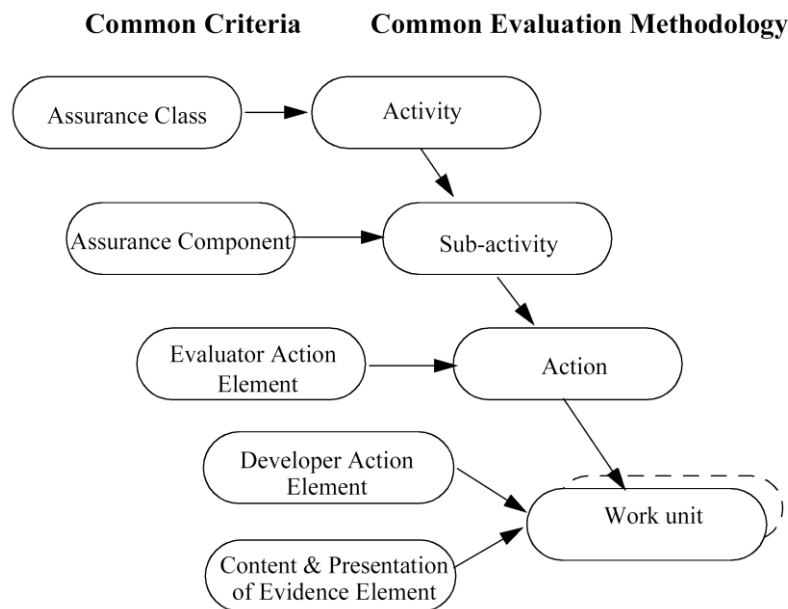 Common Criteria
Common Evaluation Methodology
Assurance Class
Activity
Assurance Component
Sub-activity
Evaluator Action
Element
Action
Developer Action
Element
Work unit
Content & Presentation
of Evidence Element